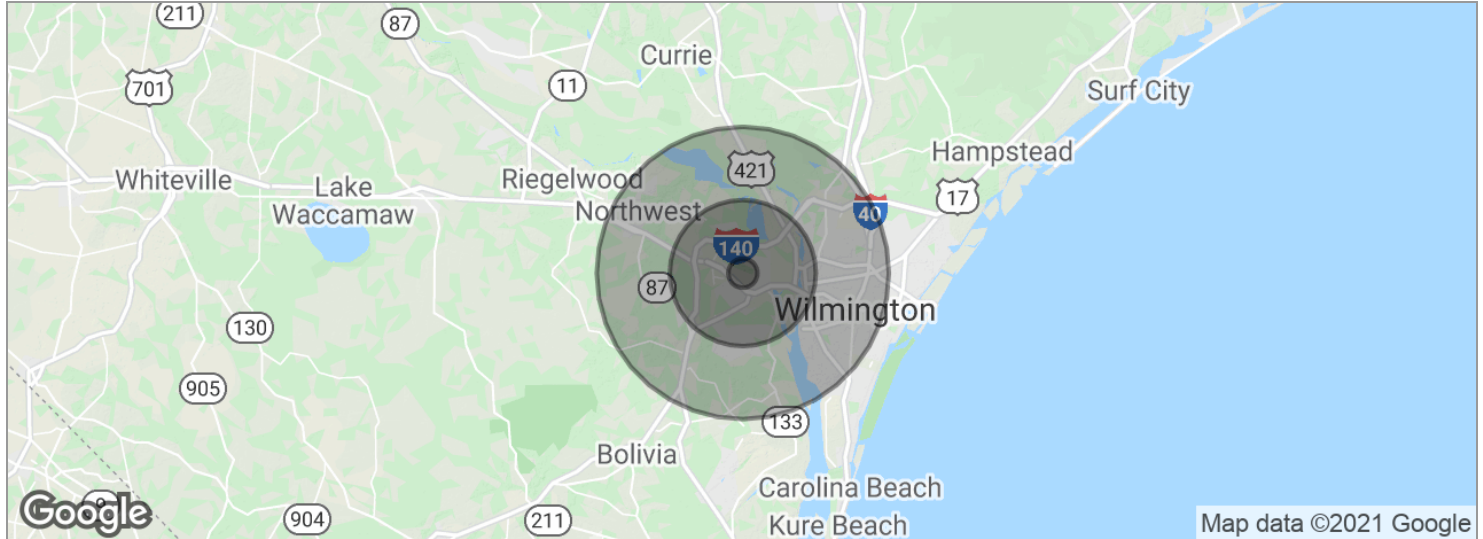 211
87
Currie
11
701
Surf City
421
Hampstead
Whiteville
Riegelwood
Lake
Waccamaw
17
Northwest
40
140
87
Wilmington
130
905
133
Bolivia
Carolina Beach
Google
904
211
Kure Beach
Map data ©2021 Google